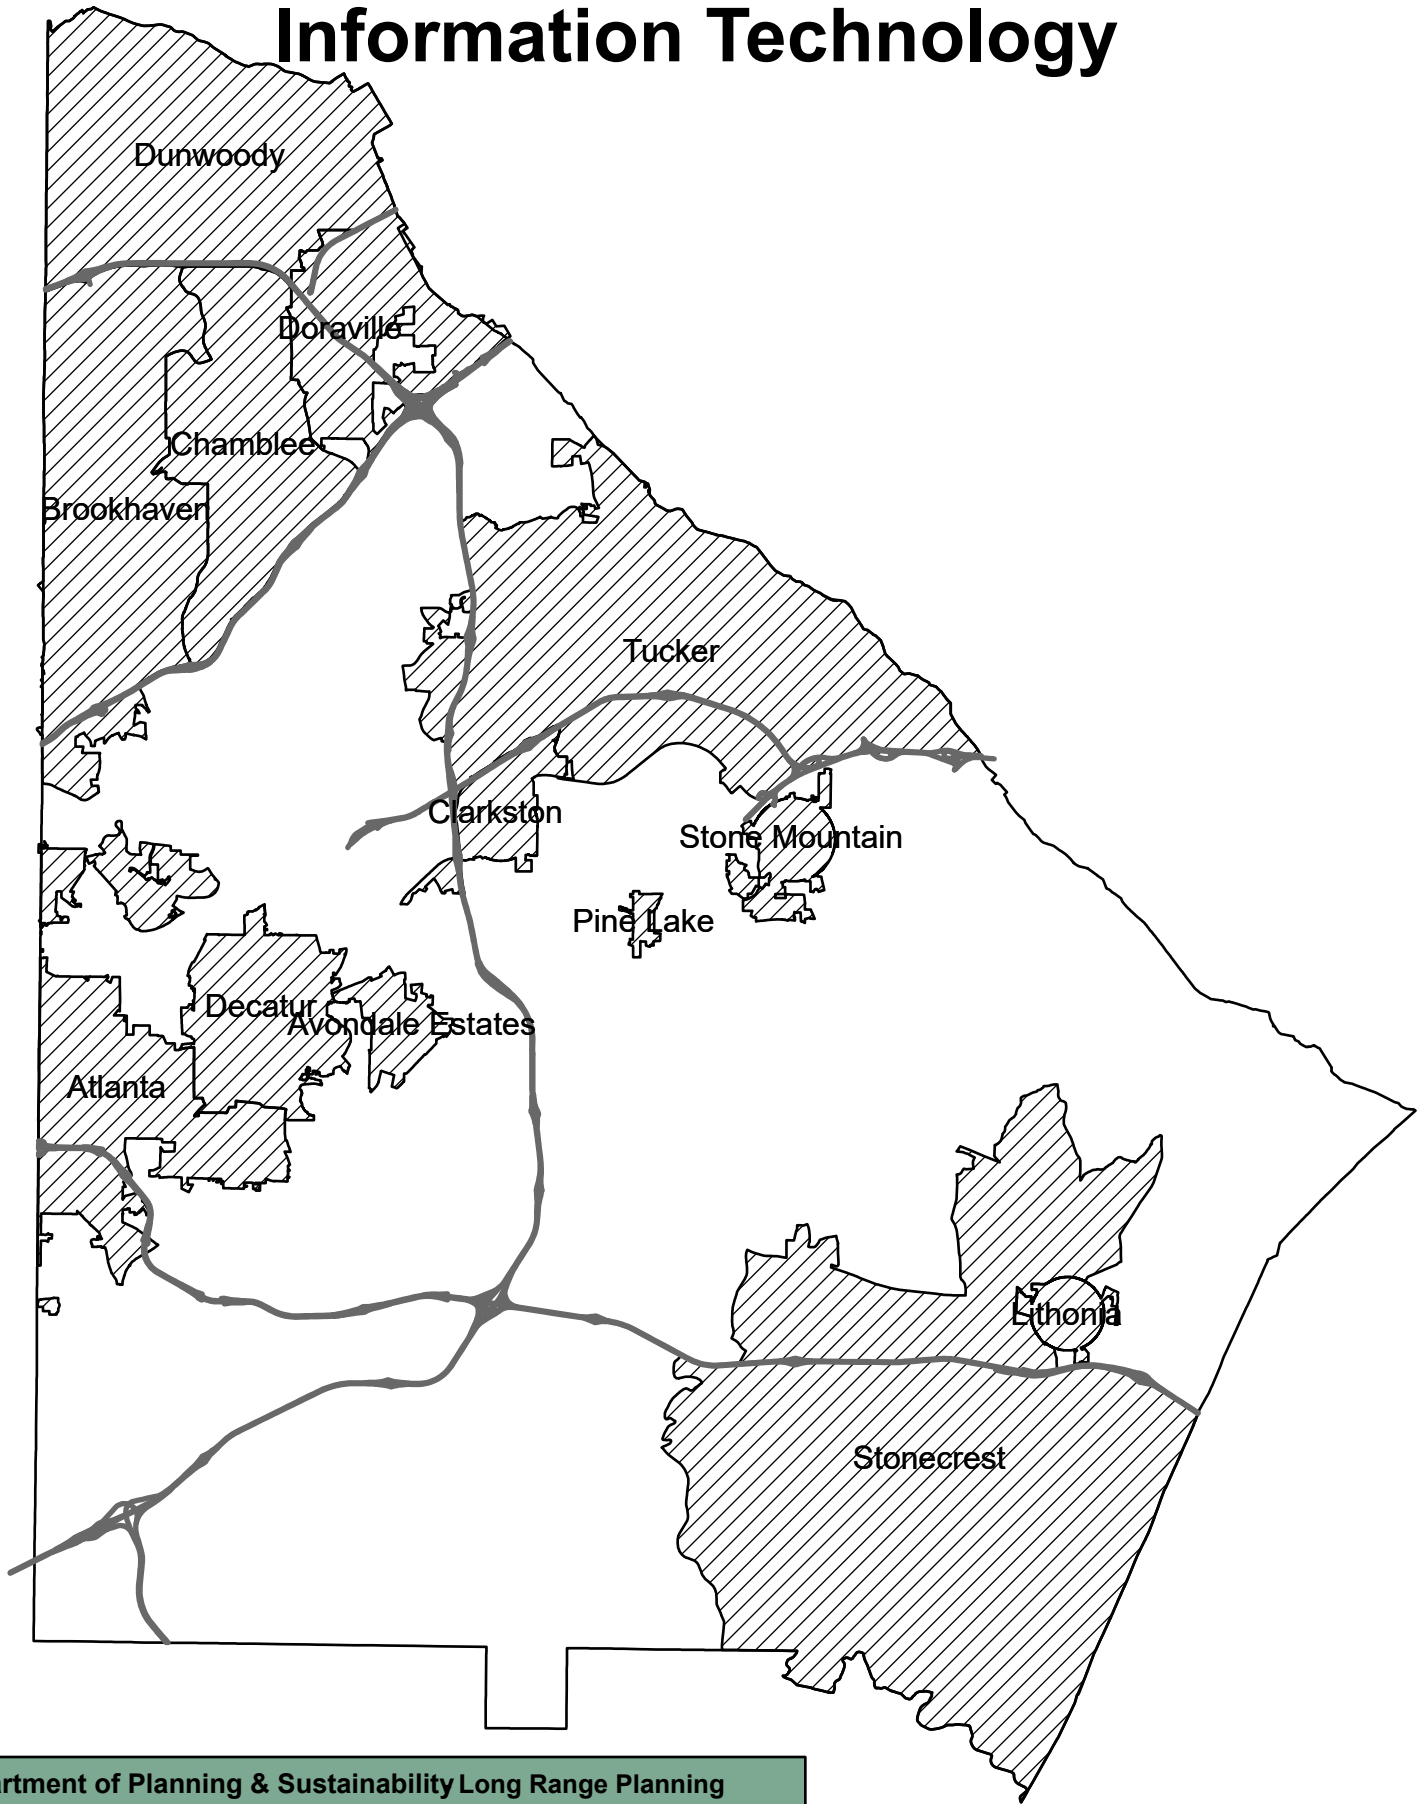 Information Technology
Dunwoody
Doraville
Chamblee
Brookhaven
Tucker
Clarkston
Stone Mountain
Pine Lake
Decatur
Avondale Estates
Atlanta
Lithonia
Stonecrest
artment of Planning & Sustainability Long Range Planning